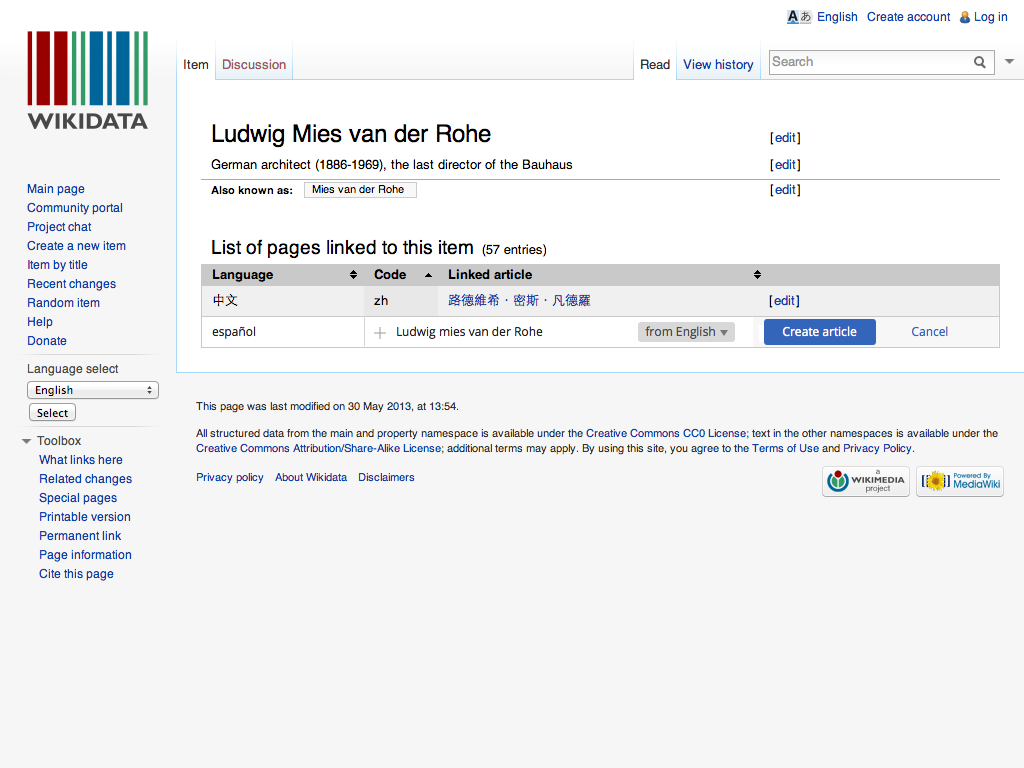 Aあ English Create account Log in
Item Discussion Read View history Search
WIKIDATA
Ludwig Mies van der Rohe [edit]
German architect (1886-1969), the last director of the Bauhaus [edit]
Also known as: Mies van der Rohe [edit]
Main page
Community portal
Project chat
Create a new item
Item by title
Recent changes
Random item
Help
Donate
Language select
English
Select
Toolbox
What links here
Related changes
Special pages
Printable version
Permanent link
Page information
Cite this page
List of pages linked to this item (57 entries)
Language Code Linked article
中文 zh 路德維希·密斯·凡德羅 [edit]
español Ludwig mies van der Rohe from English Create article Cancel
This page was last modified on 30 May 2013, at 13:54.
All structured data from the main and property namespace is available under the Creative Commons CC0 License; text in the other namespaces is available under the
Creative Commons Attribution/Share-Alike License; additional terms may apply. By using this site, you agree to the Terms of Use and Privacy Policy.
Privacy policy About Wikidata Disclaimers
a
WIKIMEDIA
project
Powered By
MediaWiki